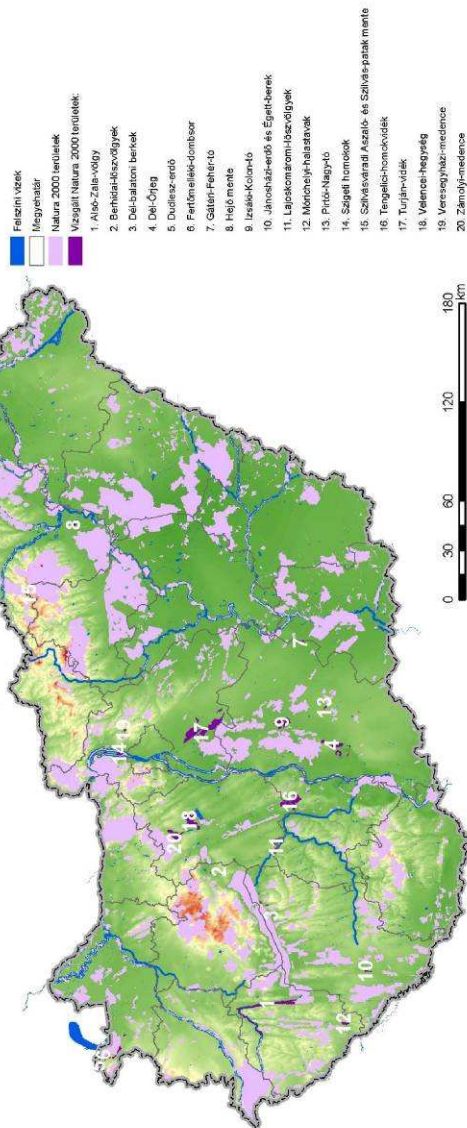 Felszíni vizek
Megyehatár
Natura 2000 területek
Vizsgált Natura 2000 területek:
1. Alsó-Zala-völgy
2. Berhidai-löszvölgyek
3. Dél-balatoni berkek
4. Dél-Őrjeg
5. Dudlesz-erdő
6. Fertőmelléki-dombsor
7. Gátéri-Fehér-tó
8. Hejő mente
9. Izsáki-Kolon-tó
10. Jánosházi-erdő és Égett-berek
11. Lajoskomáromi-löszvölgyek
12. Mórichelyi-halastavak
13. Pirtói-Nagy-tó
14. Szigeti homokok
15. Szilvásváradi Aszaló- és Szilvás-patak mente
16. Tengelici-homokvidék
17. Turján-vidék
18. Velencei-hegység
19. Veresegyházi-medence
20. Zámolyi-medence
15
8
14
19
56
20
18
17
2
7
9
13
11
16
4
3
1
10
12
0 30 60 120 180
km